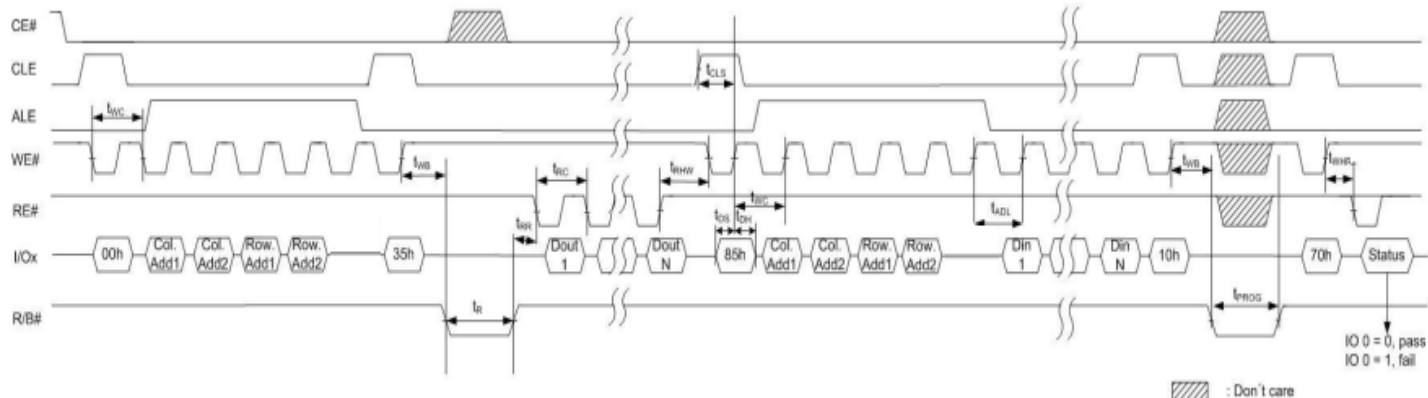 CE#
CLE
tCLS
ALE
tWC
WE#
tWB
tRC
tRHW
tWC
tADL
tWB
tWHR
RE#
tRR
tDS
tDH
I/Ox
00h
Col. Add1
Col. Add2
Row. Add1
Row. Add2
35h
Dout 1
Dout N
85h
Col. Add1
Col. Add2
Row. Add1
Row. Add2
Din 1
Din N
10h
70h
Status
R/B#
tR
tPROG
IO 0 = 0, pass
IO 0 = 1, fail
: Don´t care